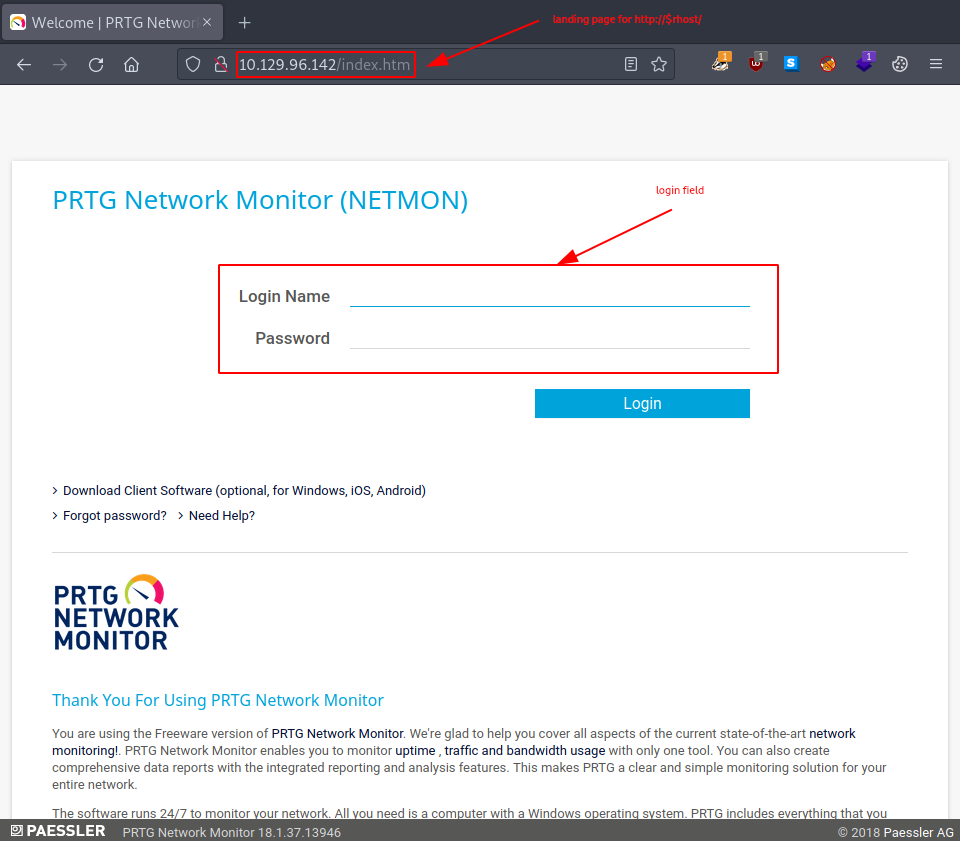 Welcome | PRTG Networ
landing page for http://$rhost/
10.129.96.142/index.htm
1
1
S
1
PRTG Network Monitor (NETMON)
login field
Login Name
Password
Login
Download Client Software (optional, for Windows, iOS, Android)
Forgot password? Need Help?
PRTG
NETWORK
MONITOR
Thank You For Using PRTG Network Monitor
You are using the Freeware version of PRTG Network Monitor. We're glad to help you cover all aspects of the current state-of-the-art network
monitoring!. PRTG Network Monitor enables you to monitor uptime , traffic and bandwidth usage with only one tool. You can also create
comprehensive data reports with the integrated reporting and analysis features. This makes PRTG a clear and simple monitoring solution for your
entire network.
The software runs 24/7 to monitor your network. All you need is a computer with a Windows operating system. PRTG includes everything that you
PAESSLER PRTG Network Monitor 18.1.37.13946 © 2018 Paessler AG